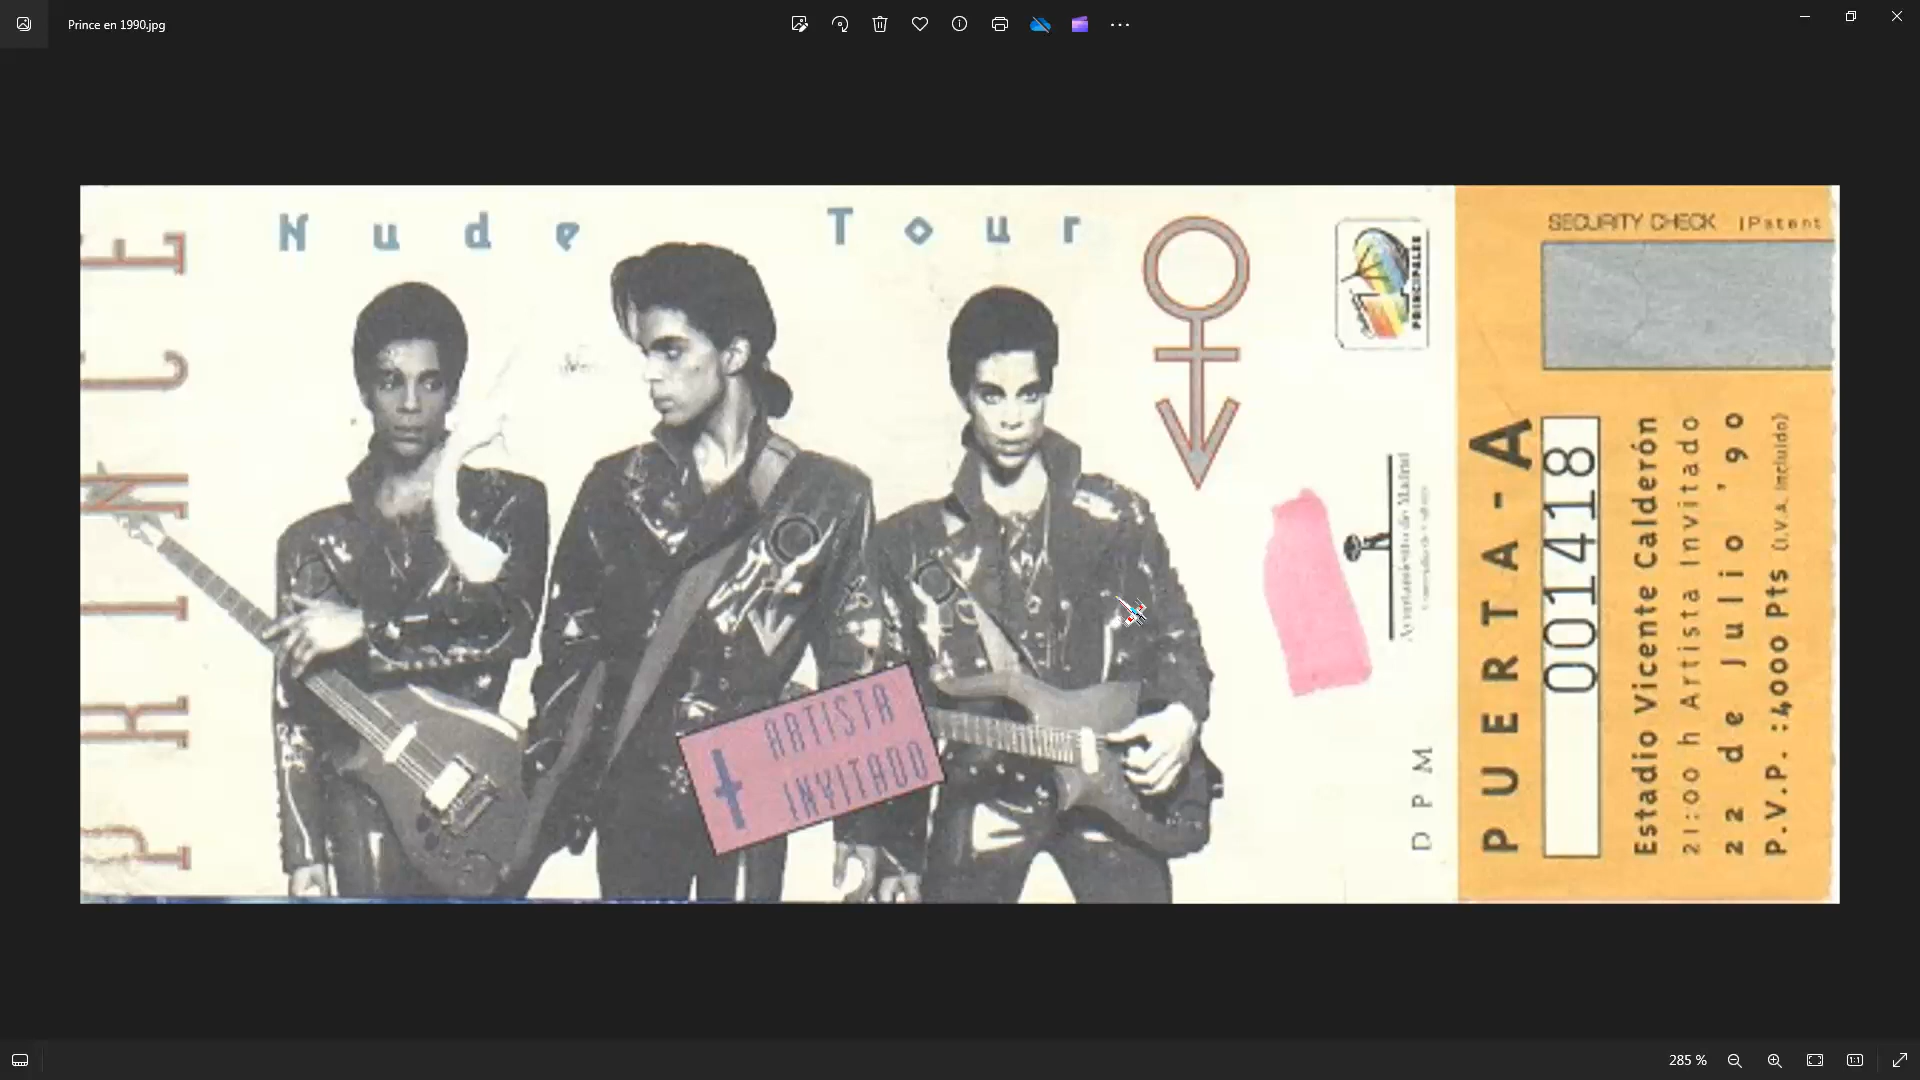 Prince en 1990.jpg
PRINCE
Nude Tour
ARTISTA
INVITADO
PRINCIPALES
Ayuntamiento de Madrid
DPM
SECURITY CHECK (Patent
PUERTA-A
001418
Estadio Vicente Calderón
21:00 h Artista Invitado
22 de Julio '90
P.V.P. :4000 Pts (I.V.A. incluido)
285 %